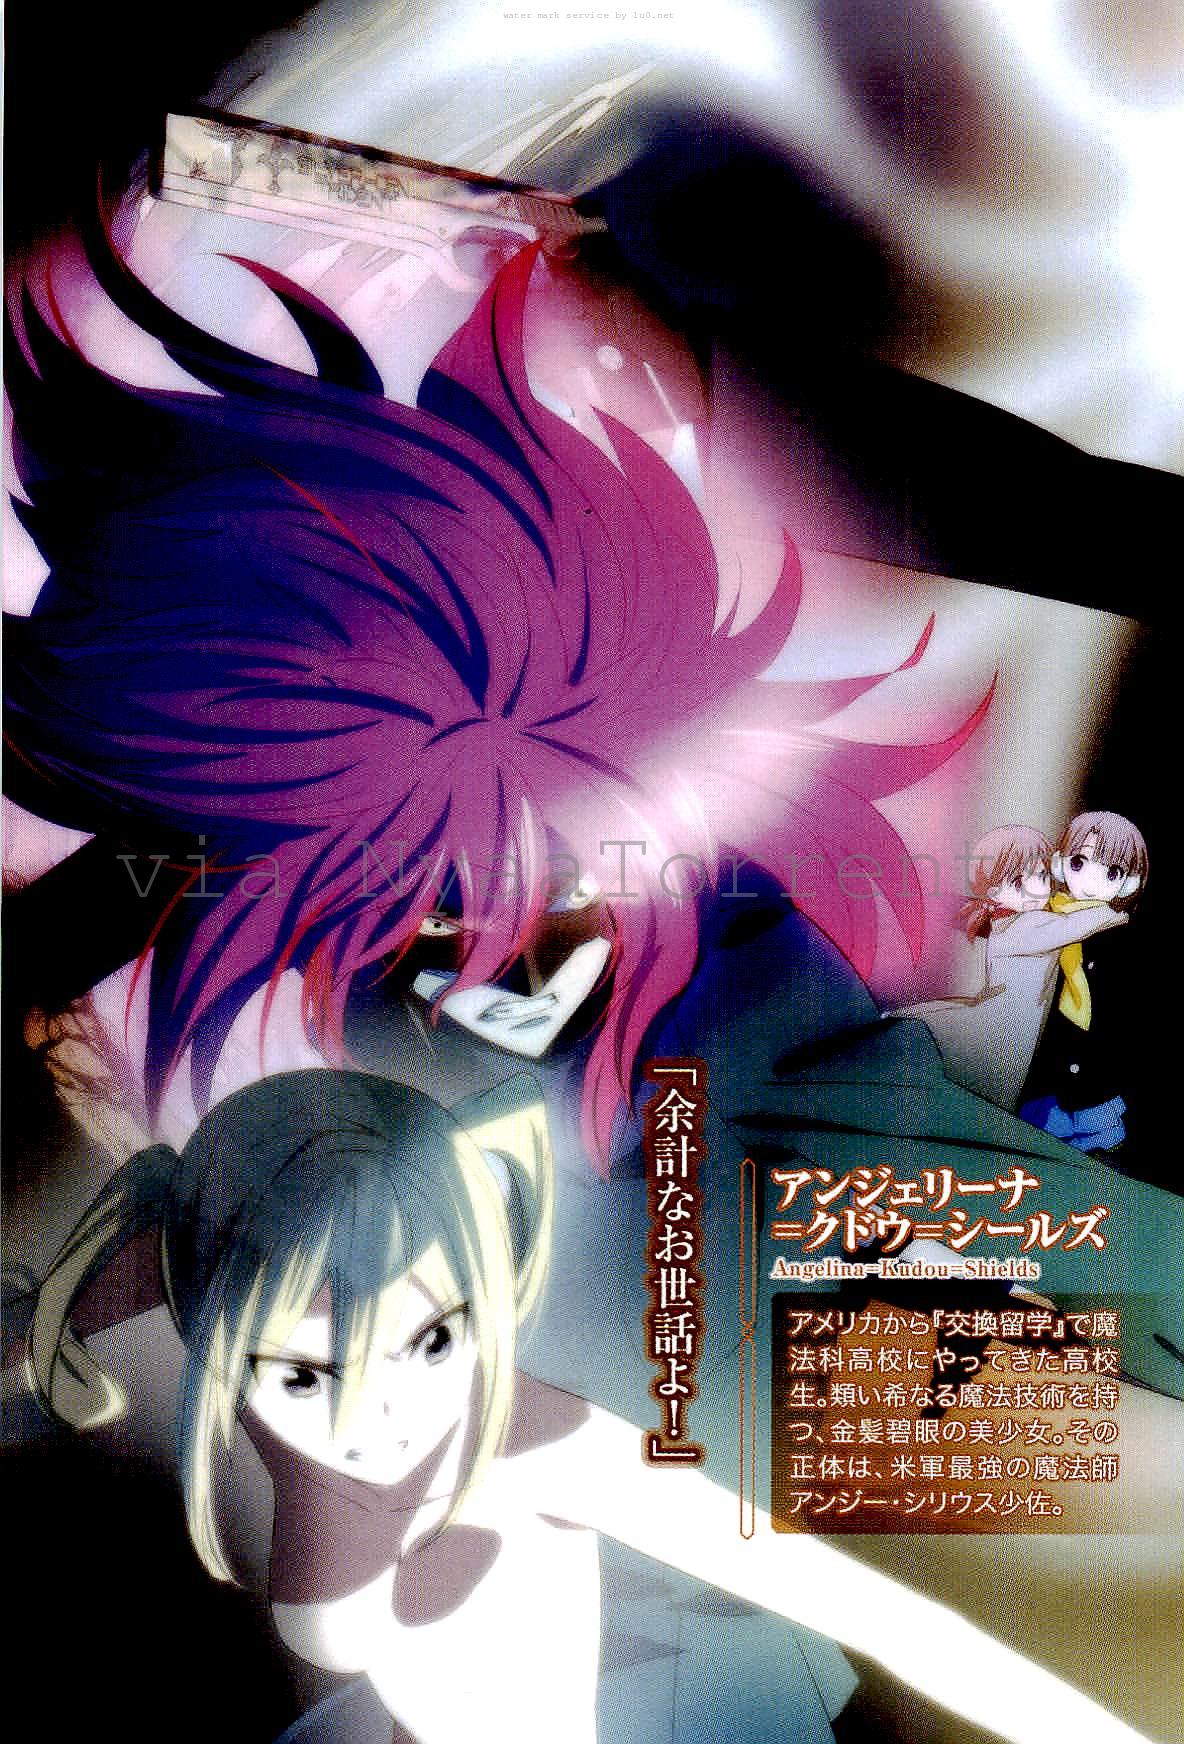 water mark service by lu0.net
via NyaaTorrents
「余計なお世話よ！」
アンジェリーナ
＝クドウ＝シールズ
Angelina=Kudou=Shields
アメリカから『交換留学』で魔
法科高校にやってきた高校
生。類い希なる魔法技術を持
つ、金髪碧眼の美少女。その
正体は、米軍最強の魔法師
アンジー・シリウス少佐。